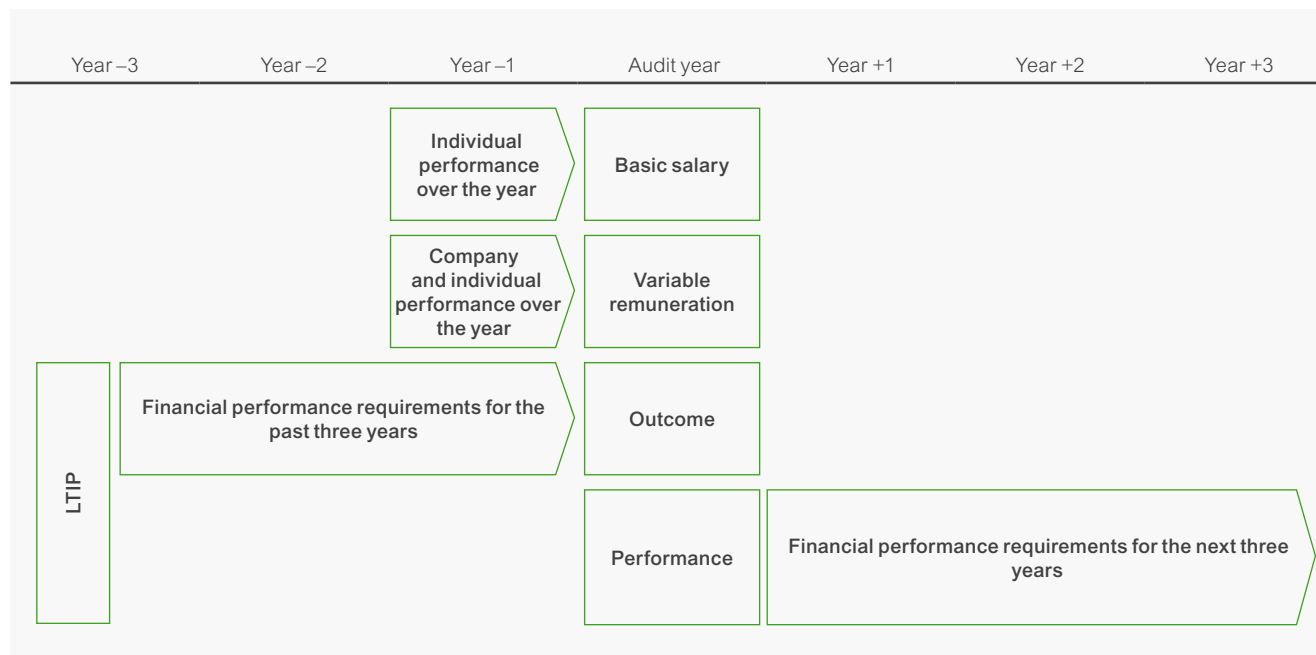 Year –3 Year –2 Year –1 Audit year Year +1 Year +2 Year +3
Individual
performance
over the year
Basic salary
Company
and individual
performance over
the year
Variable
remuneration
LTIP
Financial performance requirements for the
past three years
Outcome
Performance
Financial performance requirements for the next three
years